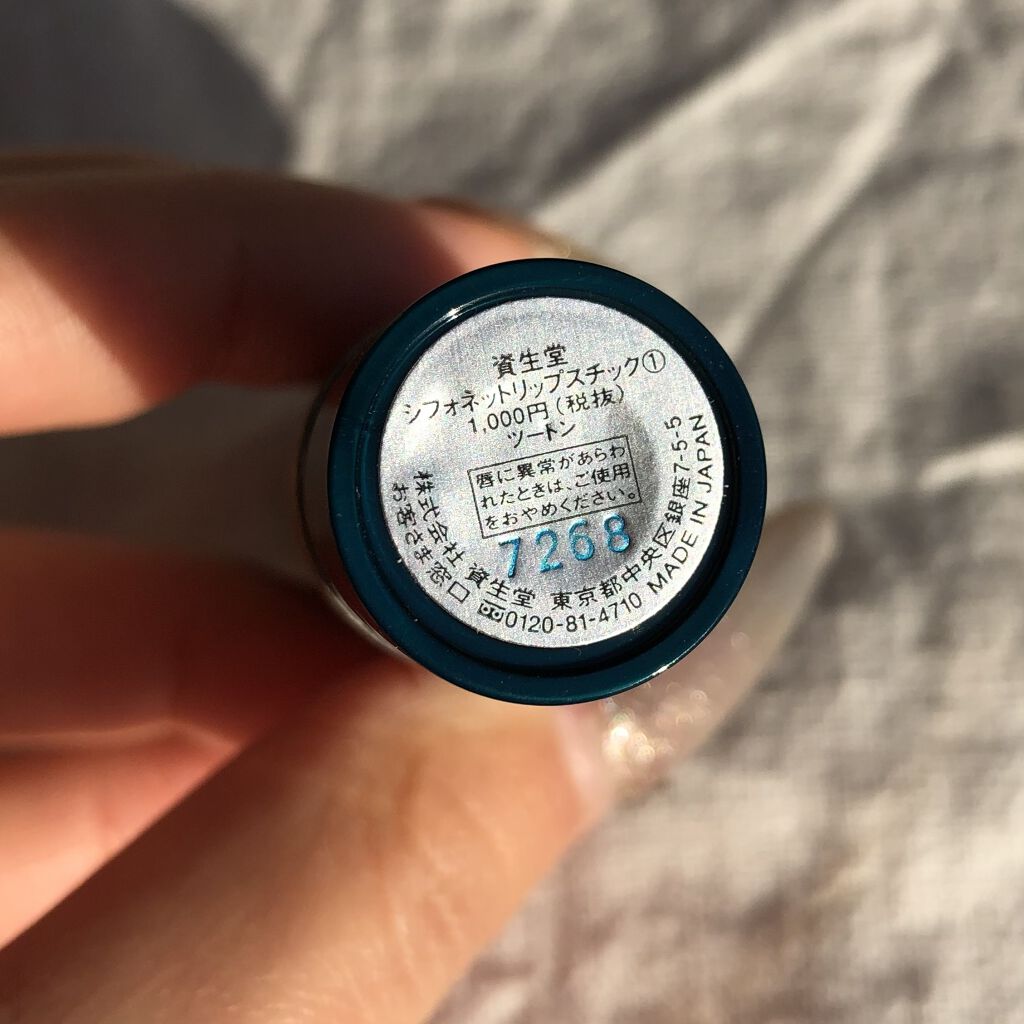 資生堂
シフォネットリップスチック①
1,000円(税抜)
ツートン
唇に異常があらわ
れたときは、ご使用
をおやめください。
7268
株式会社 資生堂 東京都中央区銀座7-5-5
お客さま窓口 0120-81-4710 MADE IN JAPAN